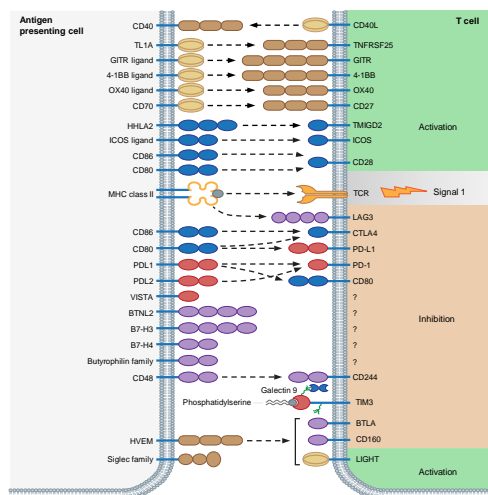 Antigen
presenting cell
T cell
CD40
CD40L
TL1A
TNFRSF25
GITR ligand
GITR
4-1BB ligand
4-1BB
OX40 ligand
OX40
CD70
CD27
HHLA2
TMIGD2
Activation
ICOS ligand
ICOS
CD86
CD28
CD80
MHC class II
TCR
Signal 1
LAG3
CD86
CTLA4
CD80
PD-L1
PDL1
PD-1
PDL2
CD80
VISTA
?
BTNL2
?
Inhibition
B7-H3
?
B7-H4
?
Butyrophilin family
?
CD48
CD244
Galectin 9
Phosphatidylserine
TIM3
BTLA
HVEM
CD160
Siglec family
LIGHT
Activation